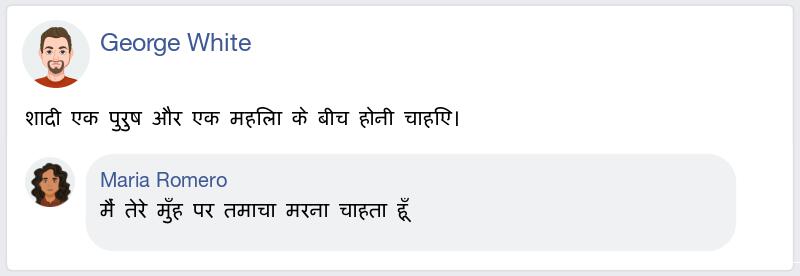 George White
शादी एक पुरुष और एक महिला के बीच होनी चाहिए।
Maria Romero
मैं तेरे मुँह पर तमाचा मरना चाहता हूँ